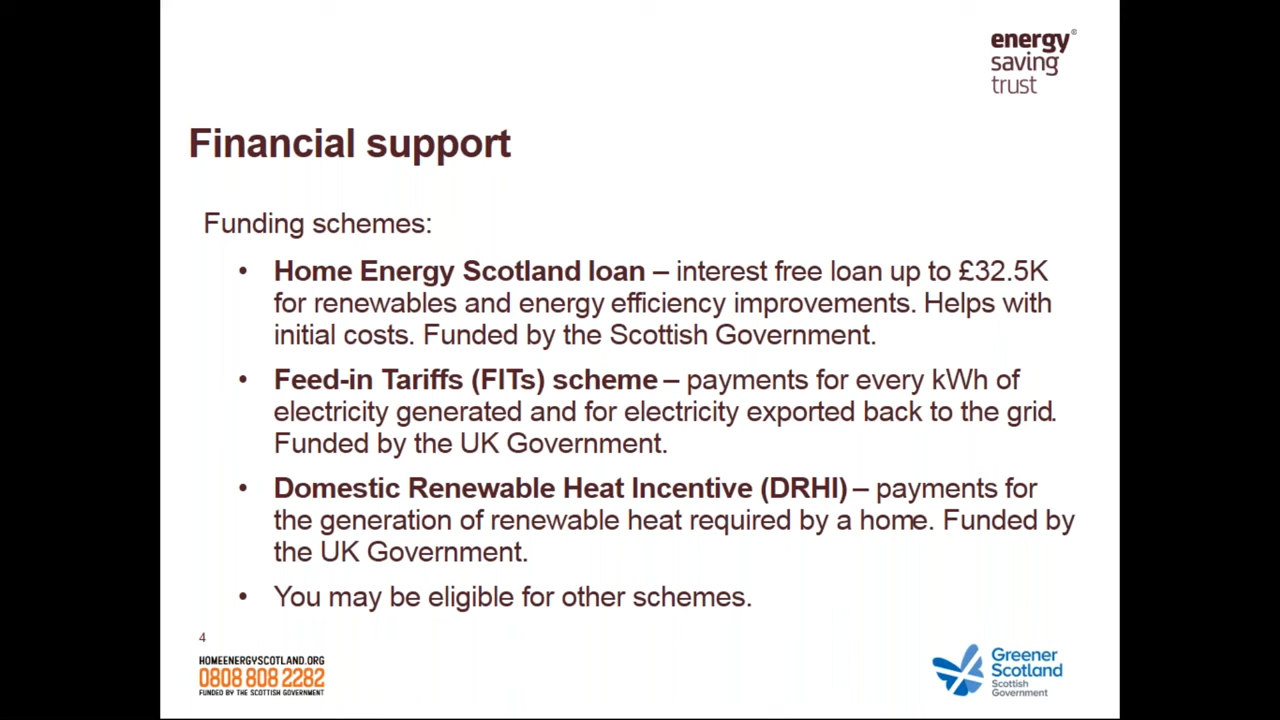 energy®
saving
trust
Financial support
Funding schemes:
• Home Energy Scotland loan – interest free loan up to £32.5K
for renewables and energy efficiency improvements. Helps with
initial costs. Funded by the Scottish Government.
• Feed-in Tariffs (FITs) scheme – payments for every kWh of
electricity generated and for electricity exported back to the grid.
Funded by the UK Government.
• Domestic Renewable Heat Incentive (DRHI) – payments for
the generation of renewable heat required by a home. Funded by
the UK Government.
• You may be eligible for other schemes.
4
HOMEENERGYSCOTLAND.ORG
0808 808 2282
FUNDED BY THE SCOTTISH GOVERNMENT
Greener
Scotland
Scottish
Government